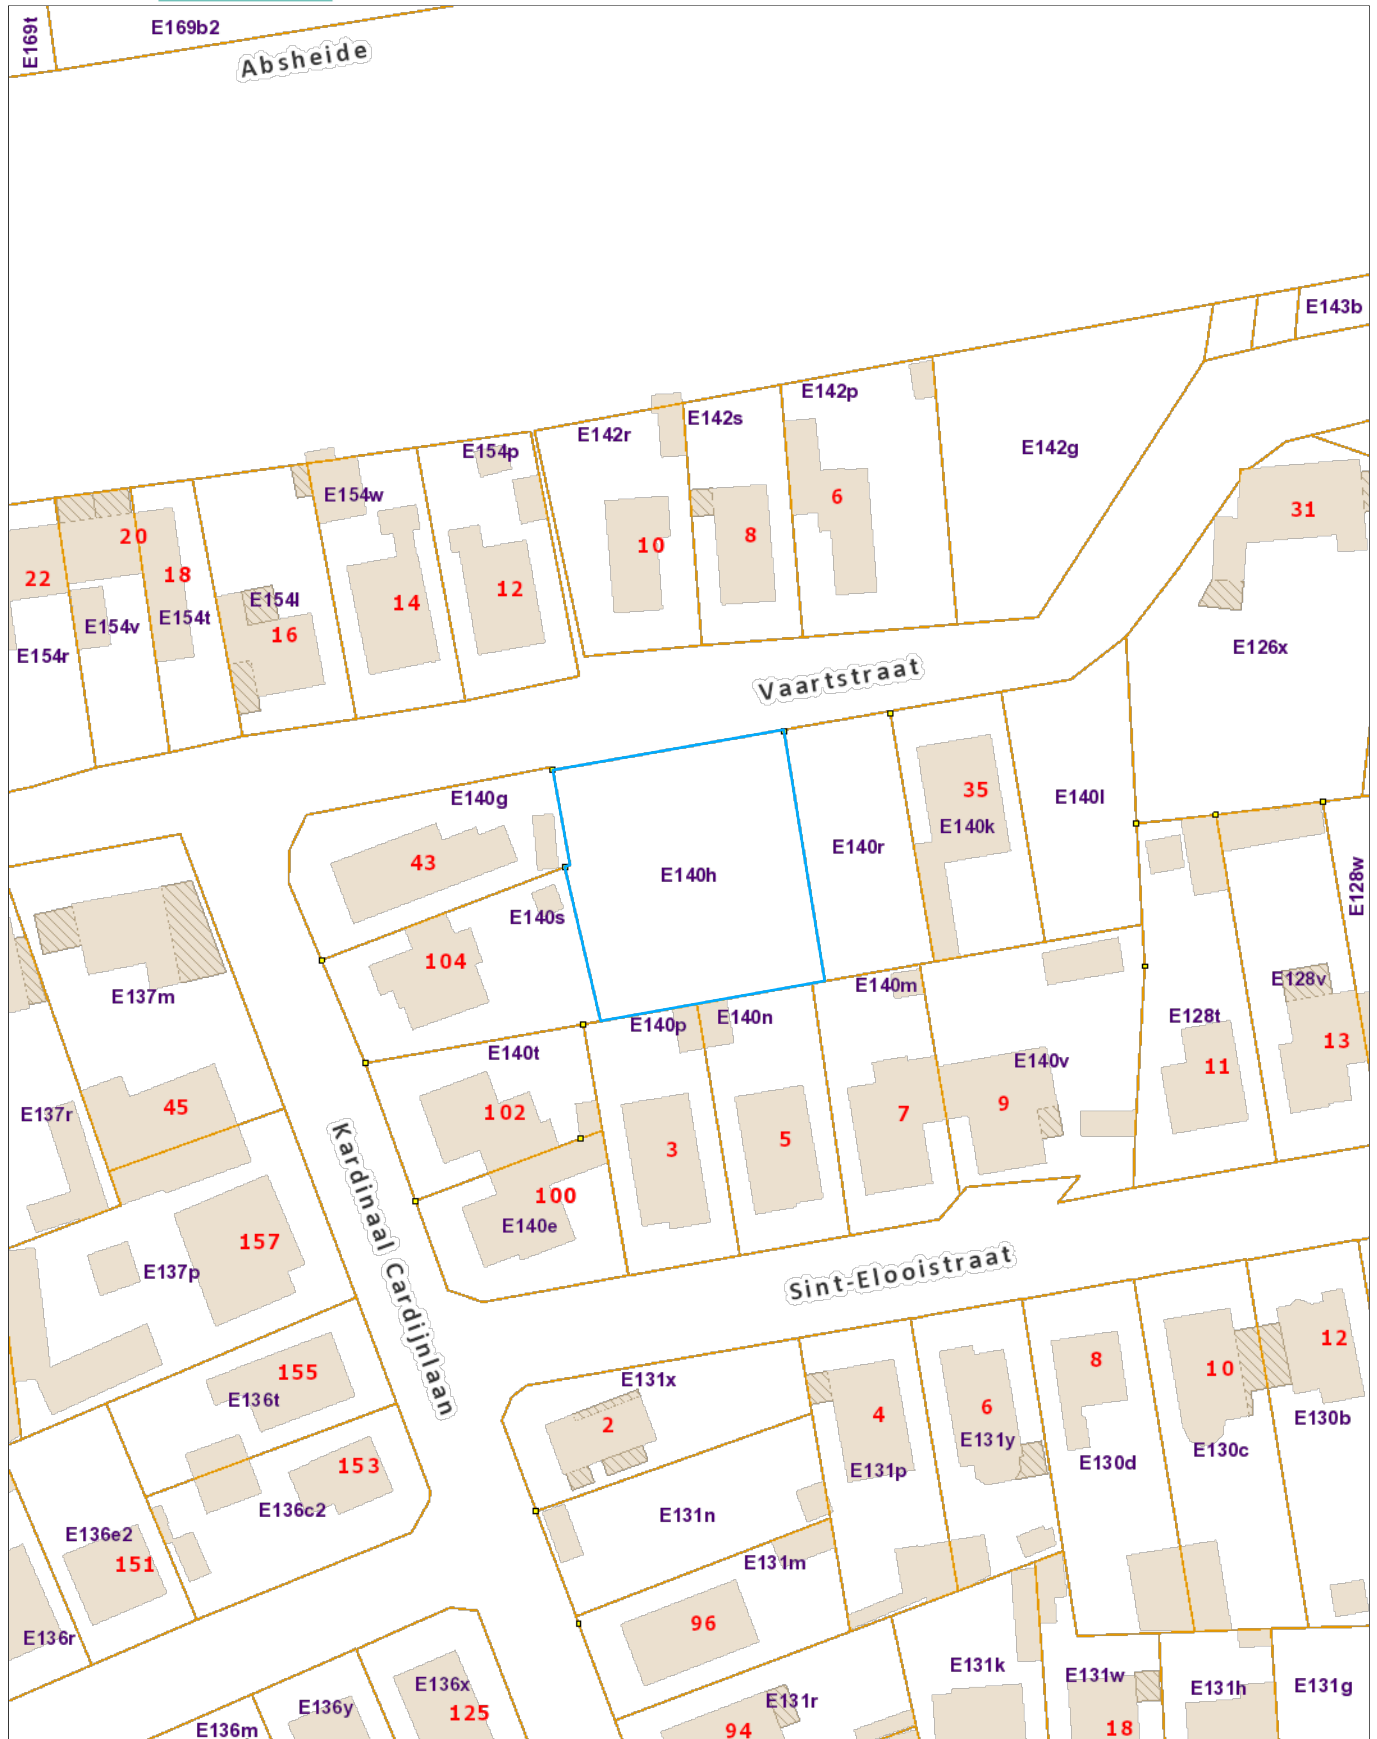 E169t
E169b2
Absheide
E143b
E142p
E142s
E142r
E142g
E154p
E154w
6
31
20
8
10
22
18
12
E154l
14
E154v
E154t
16
E154r
E126x
Vaartstraat
35
E140g
E140l
E140k
E140r
43
E140h
E128w
E140s
104
E137m
E128v
E140m
E140p
E140n
E128t
13
E140t
E140v
11
E137r
45
102
7
9
3
5
100
E140e
Kardinaal Cardijnlaan
157
E137p
Sint-Elooistraat
12
8
155
10
E131x
E136t
2
4
6
E130b
E131y
E130c
E130d
153
E131p
E136c2
E131n
E136e2
151
E131m
96
E136r
E131k
E131w
E136x
E131h
E131g
E131r
E136y
125
E136m
94
18